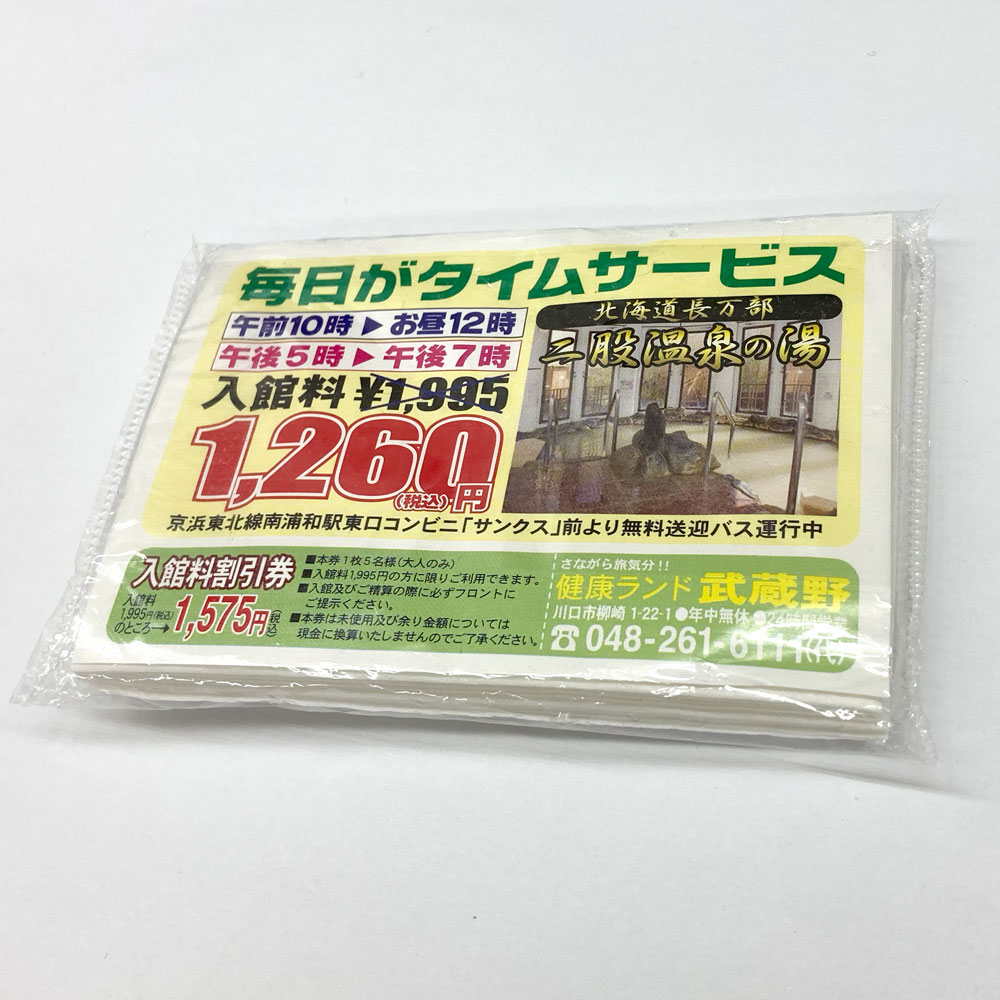 毎日がタイムサービス
午前10時▶お昼12時
午後5時▶午後7時
入館料 ¥1,995
1,260円(税込)
北海道長万部
二股温泉の湯
京浜東北線南浦和駅東口コンビニ「サンクス」前より無料送迎バス運行中
入館料割引券
入館料
1,995円(税込)
のところ→1,575円(税込)
■本券1枚5名様(大人のみ)
■入館料1,995円の方に限りご利用できます。
■入館及びご精算の際に必ずフロントに
ご提示ください。
■本券は未使用及び余り金額については
現金に換算いたしませんのでご了承ください。
さながら旅気分!!
健康ランド 武蔵野
川口市柳崎 1-22-1●年中無休●24時間営業
☎048-261-6111(代)